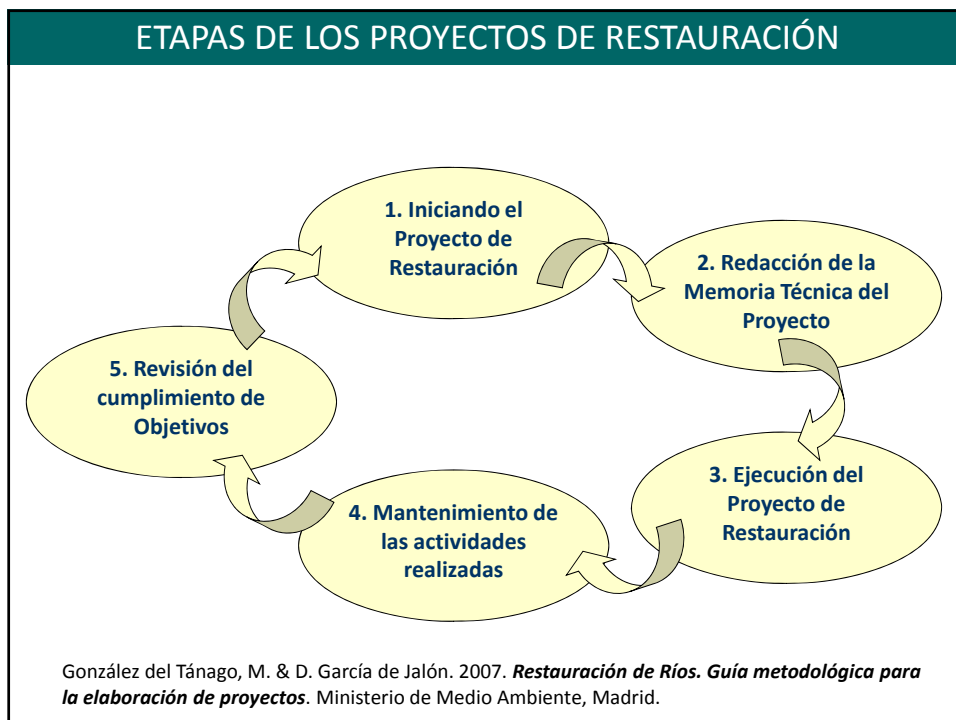 ETAPAS DE LOS PROYECTOS DE RESTAURACIÓN
1. Iniciando el
Proyecto de
Restauración
2. Redacción de la
Memoria Técnica del
Proyecto
3. Ejecución del
Proyecto de
Restauración
4. Mantenimiento de
las actividades
realizadas
5. Revisión del
cumplimiento de
Objetivos
González del Tánago, M. & D. García de Jalón. 2007. Restauración de Ríos. Guía metodológica para
la elaboración de proyectos. Ministerio de Medio Ambiente, Madrid.